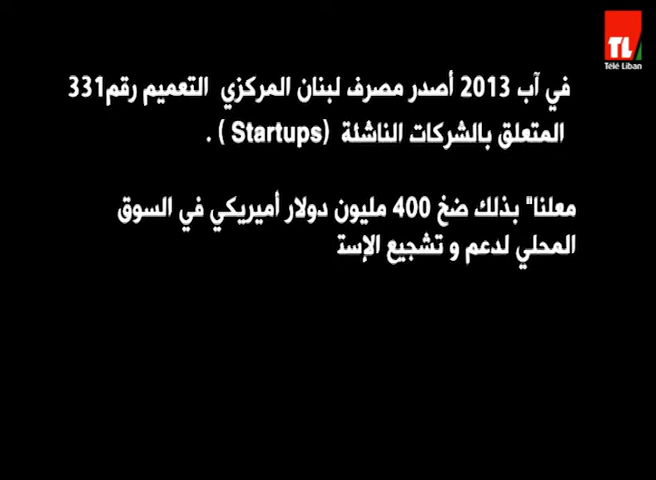 TL
Télé Liban
في آب 2013 أصدر مصرف لبنان المركزي التعميم رقم331
المتعلق بالشركات الناشئة (Startups ) .
معلنا" بذلك ضخ 400 مليون دولار أميريكي في السوق
المحلي لدعم و تشجيع الإست